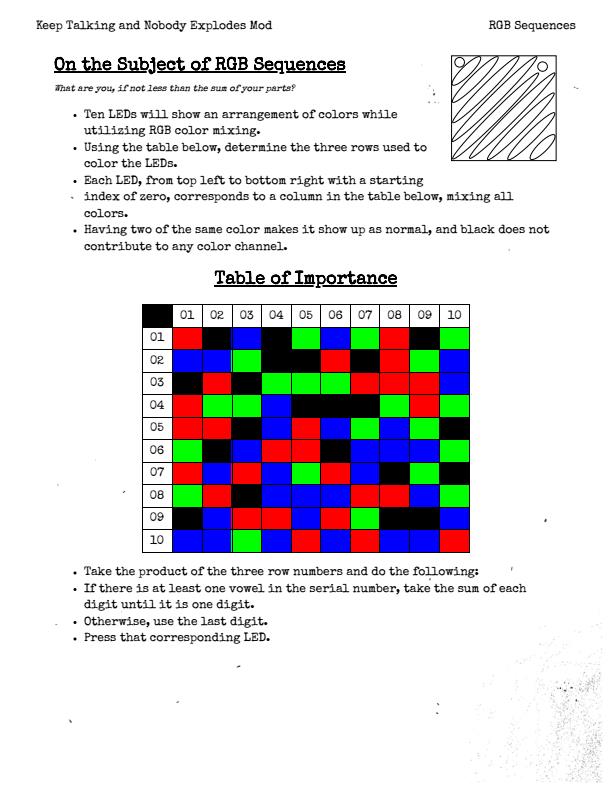 Keep Talking and Nobody Explodes Mod RGB Sequences
On the Subject of RGB Sequences
What are you, if not less than the sum of your parts?
• Ten LEDs will show an arrangement of colors while
utilizing RGB color mixing.
• Using the table below, determine the three rows used to
color the LEDs.
• Each LED, from top left to bottom right with a starting
index of zero, corresponds to a column in the table below, mixing all
colors.
• Having two of the same color makes it show up as normal, and black does not
contribute to any color channel.
Table of Importance
01 02 03 04 05 06 07 08 09 10
01
02
03
04
05
06
07
08
09
10
• Take the product of the three row numbers and do the following:
• If there is at least one vowel in the serial number, take the sum of each
digit until it is one digit.
• Otherwise, use the last digit.
• Press that corresponding LED.